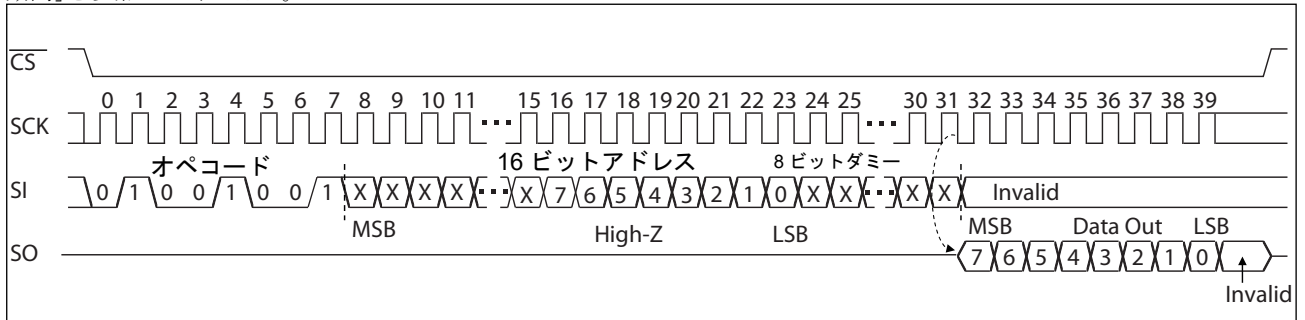 CS
0 1 2 3 4 5 6 7 8 9 10 11 15 16 17 18 19 20 21 22 23 24 25 30 31 32 33 34 35 36 37 38 39
SCK
オペコード 16 ビットアドレス 8 ビットダミー
SI 0 1 0 0 1 0 0 1 X X X X X 7 6 5 4 3 2 1 0 X X X X Invalid
MSB High-Z LSB MSB Data Out LSB
SO 7 6 5 4 3 2 1 0
Invalid